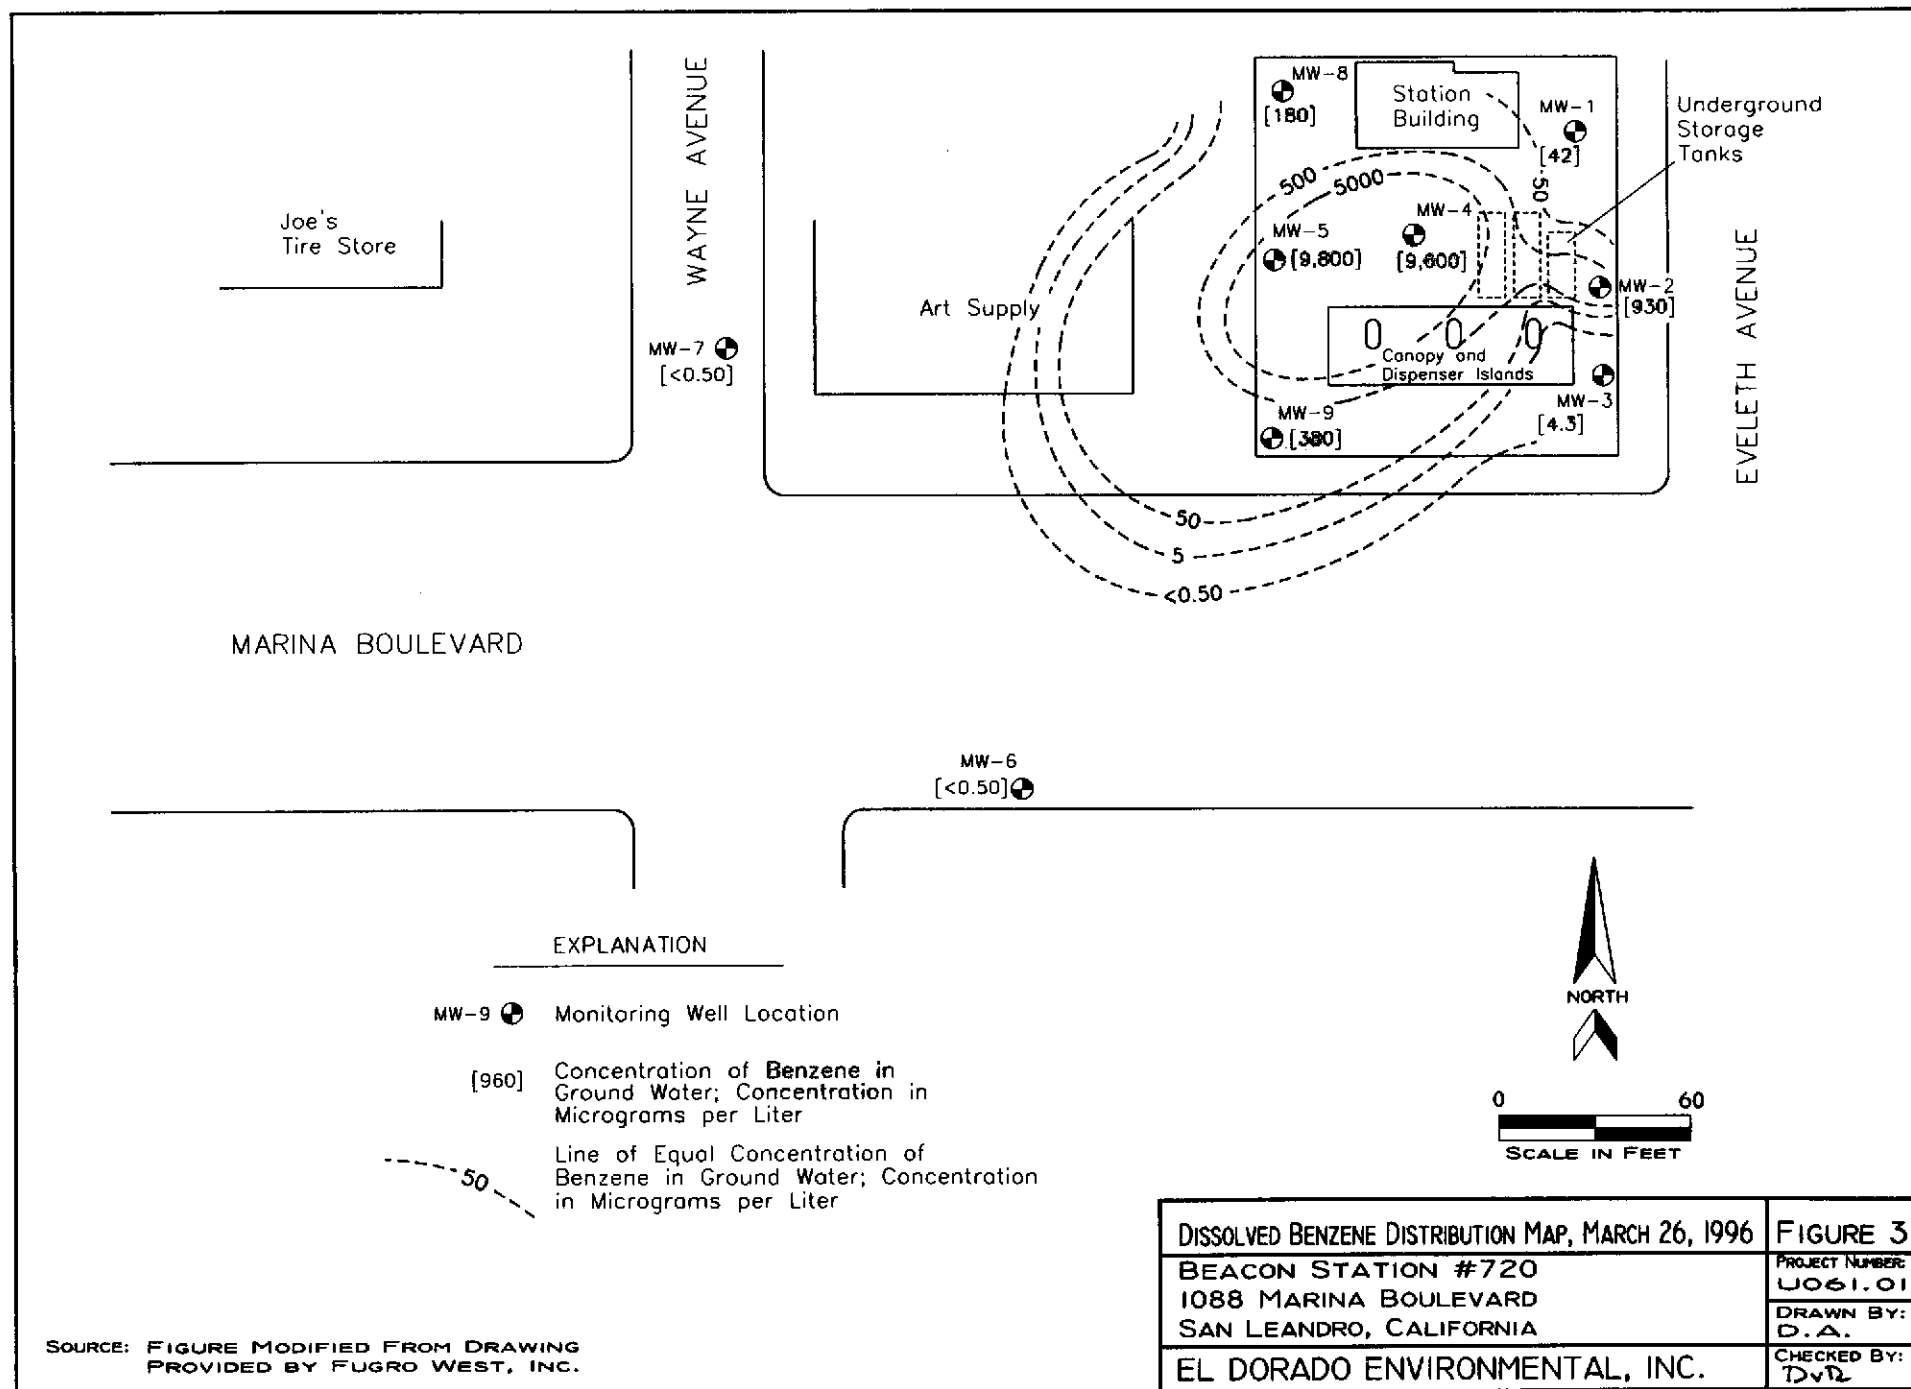 WAYNE AVENUE
EVELETH AVENUE
MW-8
[180]
Station
Building
MW-1
[42]
Underground
Storage
Tanks
500
5000
50
MW-4
[9,600]
MW-5
[9,800]
MW-2
[930]
Joe's
Tire Store
Art Supply
MW-7
[<0.50]
Canopy and
Dispenser Islands
MW-3
[4.3]
MW-9
[380]
50
5
<0.50
MARINA BOULEVARD
MW-6
[<0.50]
EXPLANATION
MW-9 Monitoring Well Location
[960] Concentration of Benzene in
Ground Water; Concentration in
Micrograms per Liter
50 Line of Equal Concentration of
Benzene in Ground Water; Concentration
in Micrograms per Liter
NORTH
0 60
SCALE IN FEET
DISSOLVED BENZENE DISTRIBUTION MAP, MARCH 26, 1996
FIGURE 3
BEACON STATION #720
1088 MARINA BOULEVARD
SAN LEANDRO, CALIFORNIA
PROJECT NUMBER:
U061.01
DRAWN BY:
D.A.
EL DORADO ENVIRONMENTAL, INC.
CHECKED BY:
DvR
SOURCE: FIGURE MODIFIED FROM DRAWING
PROVIDED BY FUGRO WEST, INC.